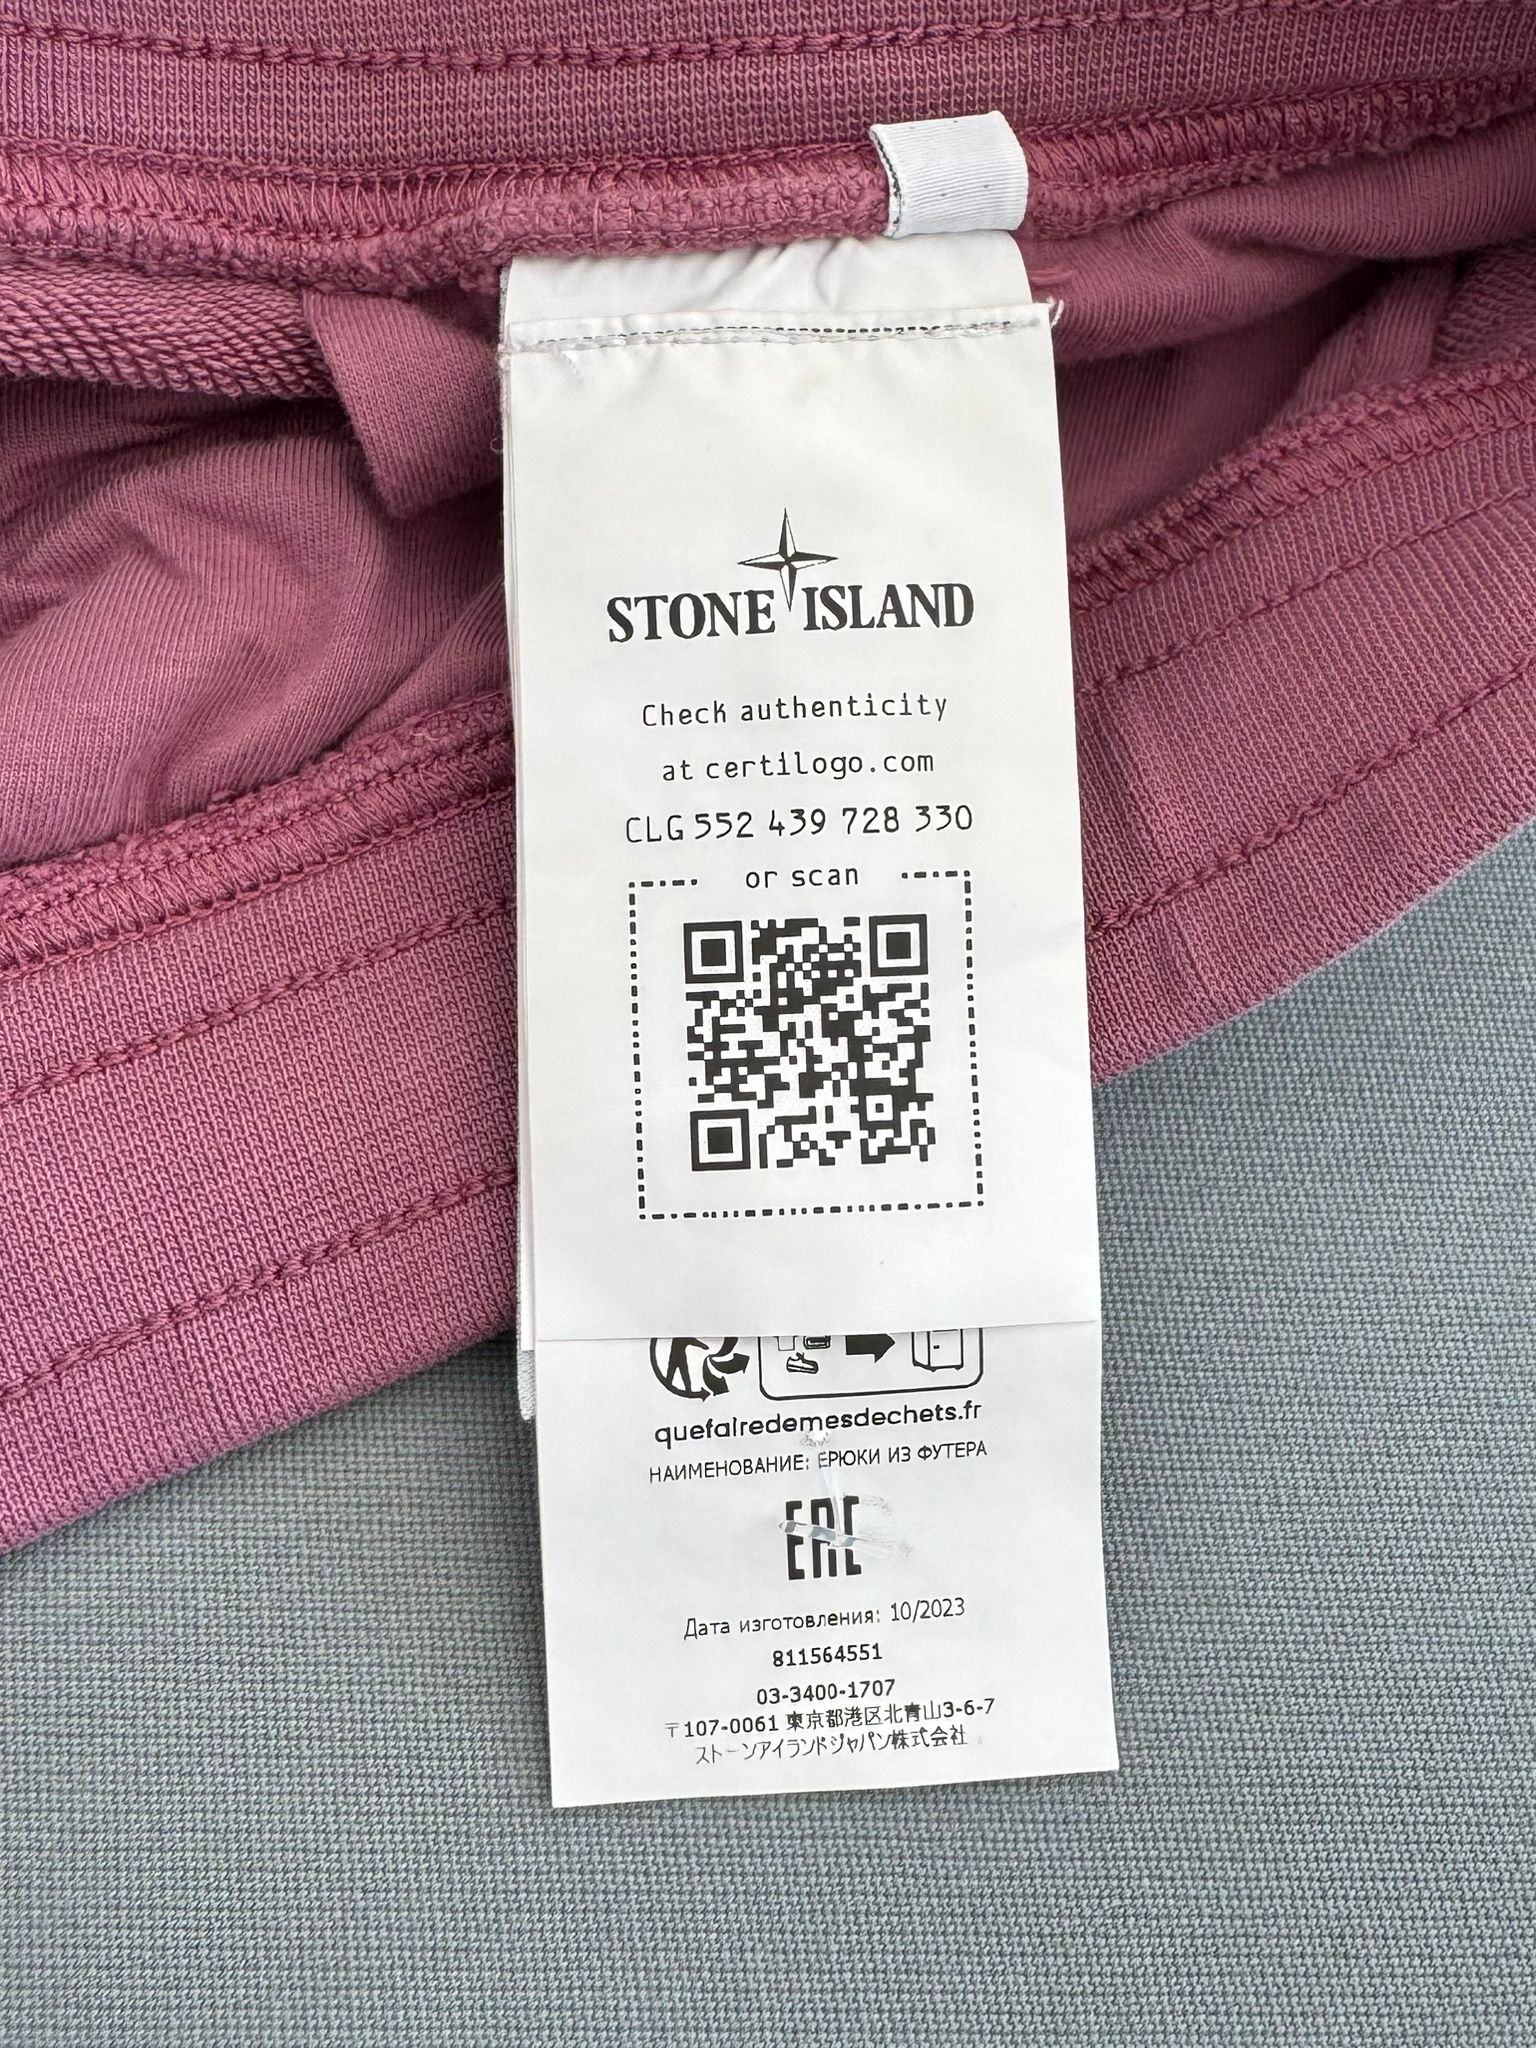 STONE ISLAND
Check authenticity
at certilogo.com
CLG 552 439 728 330
or scan
quefairedemesdechets.fr
НАИМЕНОВАНИЕ: ЕРЮКИ ИЗ ФУТЕРА
EAC
Дата изготовления: 10/2023
811564551
03-3400-1707
〒107-0061 東京都港区北青山3-6-7
ストーンアイランドジャパン株式会社